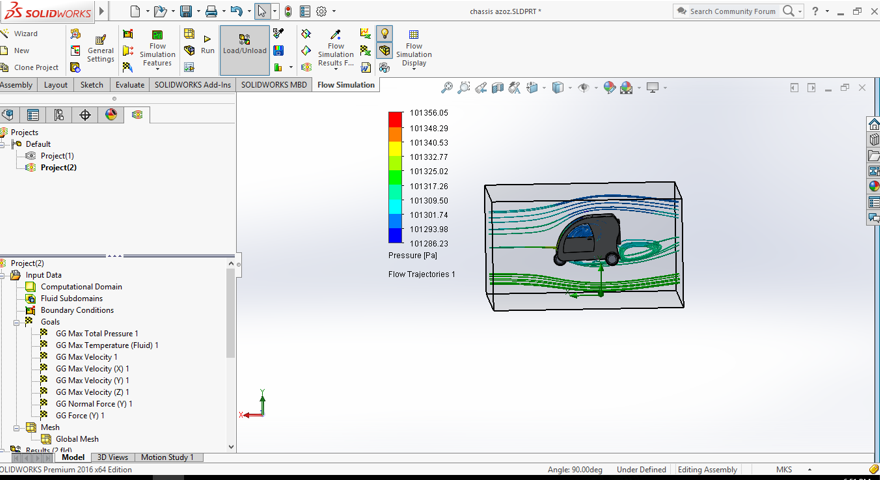 SOLIDWORKS
chassis azoz.SLDPRT *
Search Community Forum
Wizard
New
Clone Project
General Settings
Flow Simulation Features
Run
Load/Unload
Flow Simulation Results F...
Flow Simulation Display
Assembly Layout Sketch Evaluate SOLIDWORKS Add-Ins SOLIDWORKS MBD Flow Simulation
Projects
Default
Project(1)
Project(2)
101356.05
101348.29
101340.53
101332.77
101325.02
101317.26
101309.50
101301.74
101293.98
101286.23
Pressure [Pa]
Flow Trajectories 1
Project(2)
Input Data
Computational Domain
Fluid Subdomains
Boundary Conditions
Goals
GG Max Total Pressure 1
GG Max Temperature (Fluid) 1
GG Max Velocity 1
GG Max Velocity (X) 1
GG Max Velocity (Y) 1
GG Max Velocity (Z) 1
GG Normal Force (Y) 1
GG Force (Y) 1
Mesh
Global Mesh
Results (2.fld)
Y
X
Model 3D Views Motion Study 1
SOLIDWORKS Premium 2016 x64 Edition Angle: 90.00deg Under Defined Editing Assembly MKS